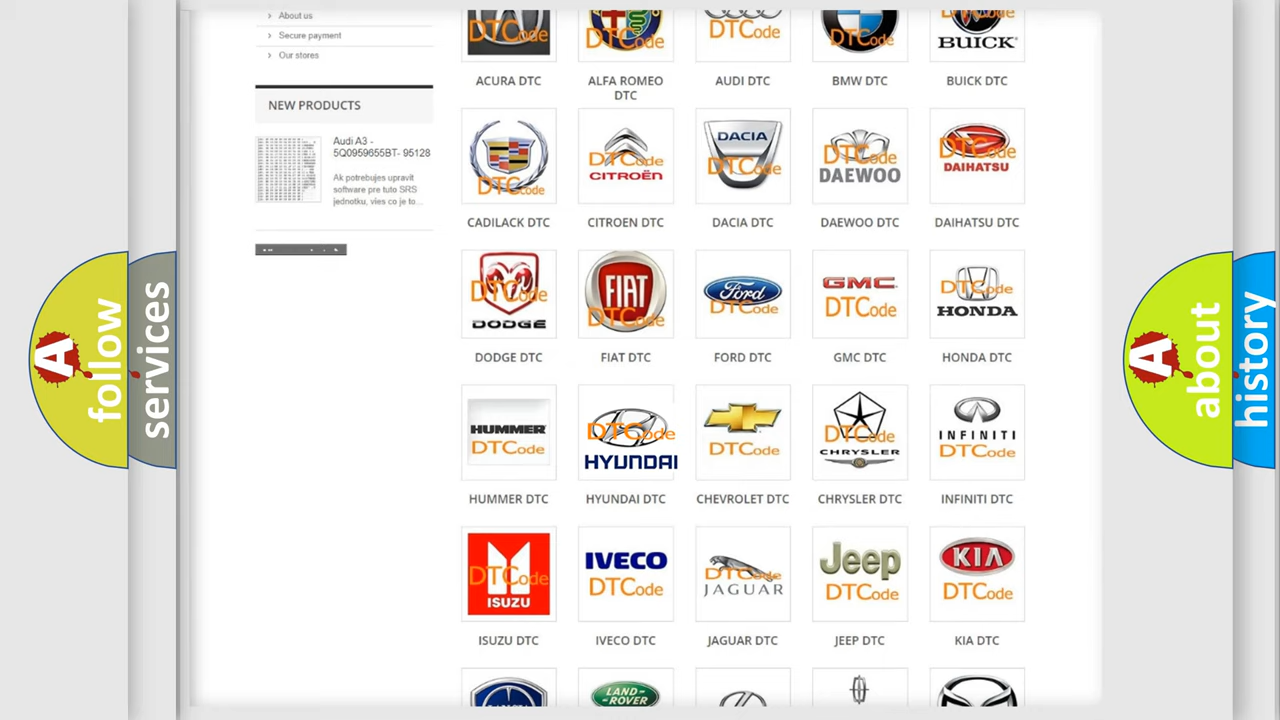 About us
Secure payment
Our stores
NEW PRODUCTS
Audi A3 -
5Q0959655BT- 95128
Ak potrebujes upravit
software pre tuto SRS
jednotku, vies co je to...
DTCode
DTCode
DTCode
DTCode
BUICK
ACURA DTC
ALFA ROMEO
DTC
AUDI DTC
BMW DTC
BUICK DTC
DTCode
DTCode
CITROËN
DACIA
DTCode
DTCode
DAEWOO
DTCode
DAIHATSU
CADILACK DTC
CITROEN DTC
DACIA DTC
DAEWOO DTC
DAIHATSU DTC
DTCode
DODGE
FIAT
DTCode
Ford
DTCode
GMC
DTCode
DTCode
HONDA
DODGE DTC
FIAT DTC
FORD DTC
GMC DTC
HONDA DTC
HUMMER
DTCode
DTCode
HYUNDAI
DTCode
DTCode
CHRYSLER
INFINITI
DTCode
HUMMER DTC
HYUNDAI DTC
CHEVROLET DTC
CHRYSLER DTC
INFINITI DTC
DTCode
ISUZU
IVECO
DTCode
DTCode
JAGUAR
Jeep
DTCode
KIA
DTCode
ISUZU DTC
IVECO DTC
JAGUAR DTC
JEEP DTC
KIA DTC
LAND-
ROVER
A
follow
services
A
about
history